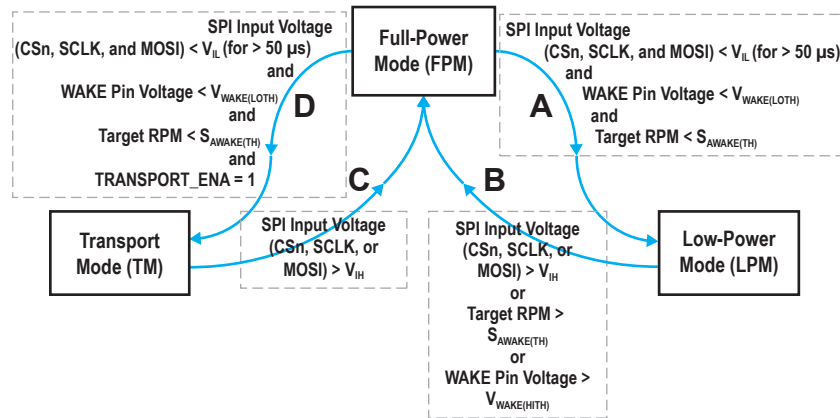 SPI Input Voltage
(CSn, SCLK, and MOSI) < VIL (for > 50 µs)
and
WAKE Pin Voltage < VWAKE(LOTH)
and
Target RPM < SAWAKE(TH)
and
TRANSPORT_ENA = 1
D
Full-Power
Mode (FPM)
SPI Input Voltage
(CSn, SCLK, and MOSI) < VIL (for > 50 µs)
and
WAKE Pin Voltage < VWAKE(LOTH)
and
Target RPM < SAWAKE(TH)
A
C
B
Transport
Mode (TM)
SPI Input Voltage
(CSn, SCLK, or
MOSI) > VIH
SPI Input Voltage
(CSn, SCLK, or
MOSI) > VIH
or
Target RPM >
SAWAKE(TH)
or
WAKE Pin Voltage >
VWAKE(HITH)
Low-Power
Mode (LPM)